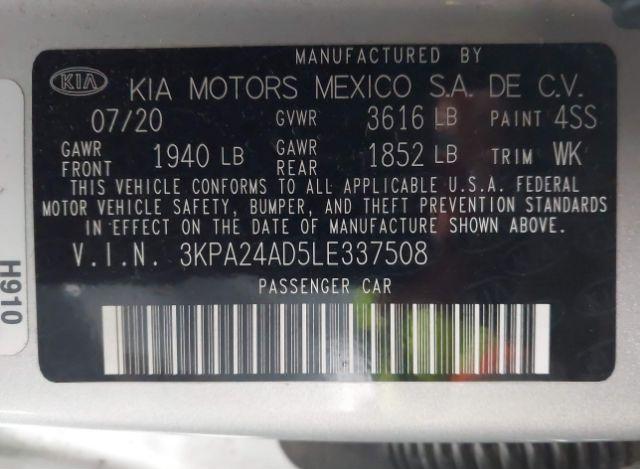 MANUFACTURED BY
KIA KIA MOTORS MEXICO S.A. DE C.V.
07/20 GVWR 3616 LB PAINT 4SS
GAWR FRONT 1940 LB GAWR REAR 1852 LB TRIM WK
THIS VEHICLE CONFORMS TO ALL APPLICABLE U.S.A. FEDERAL
MOTOR VEHICLE SAFETY, BUMPER, AND THEFT PREVENTION STANDARDS
IN EFFECT ON THE DATE OF MANUFACTURE SHOWN ABOVE.
V.I.N. 3KPA24AD5LE337508
PASSENGER CAR
H910